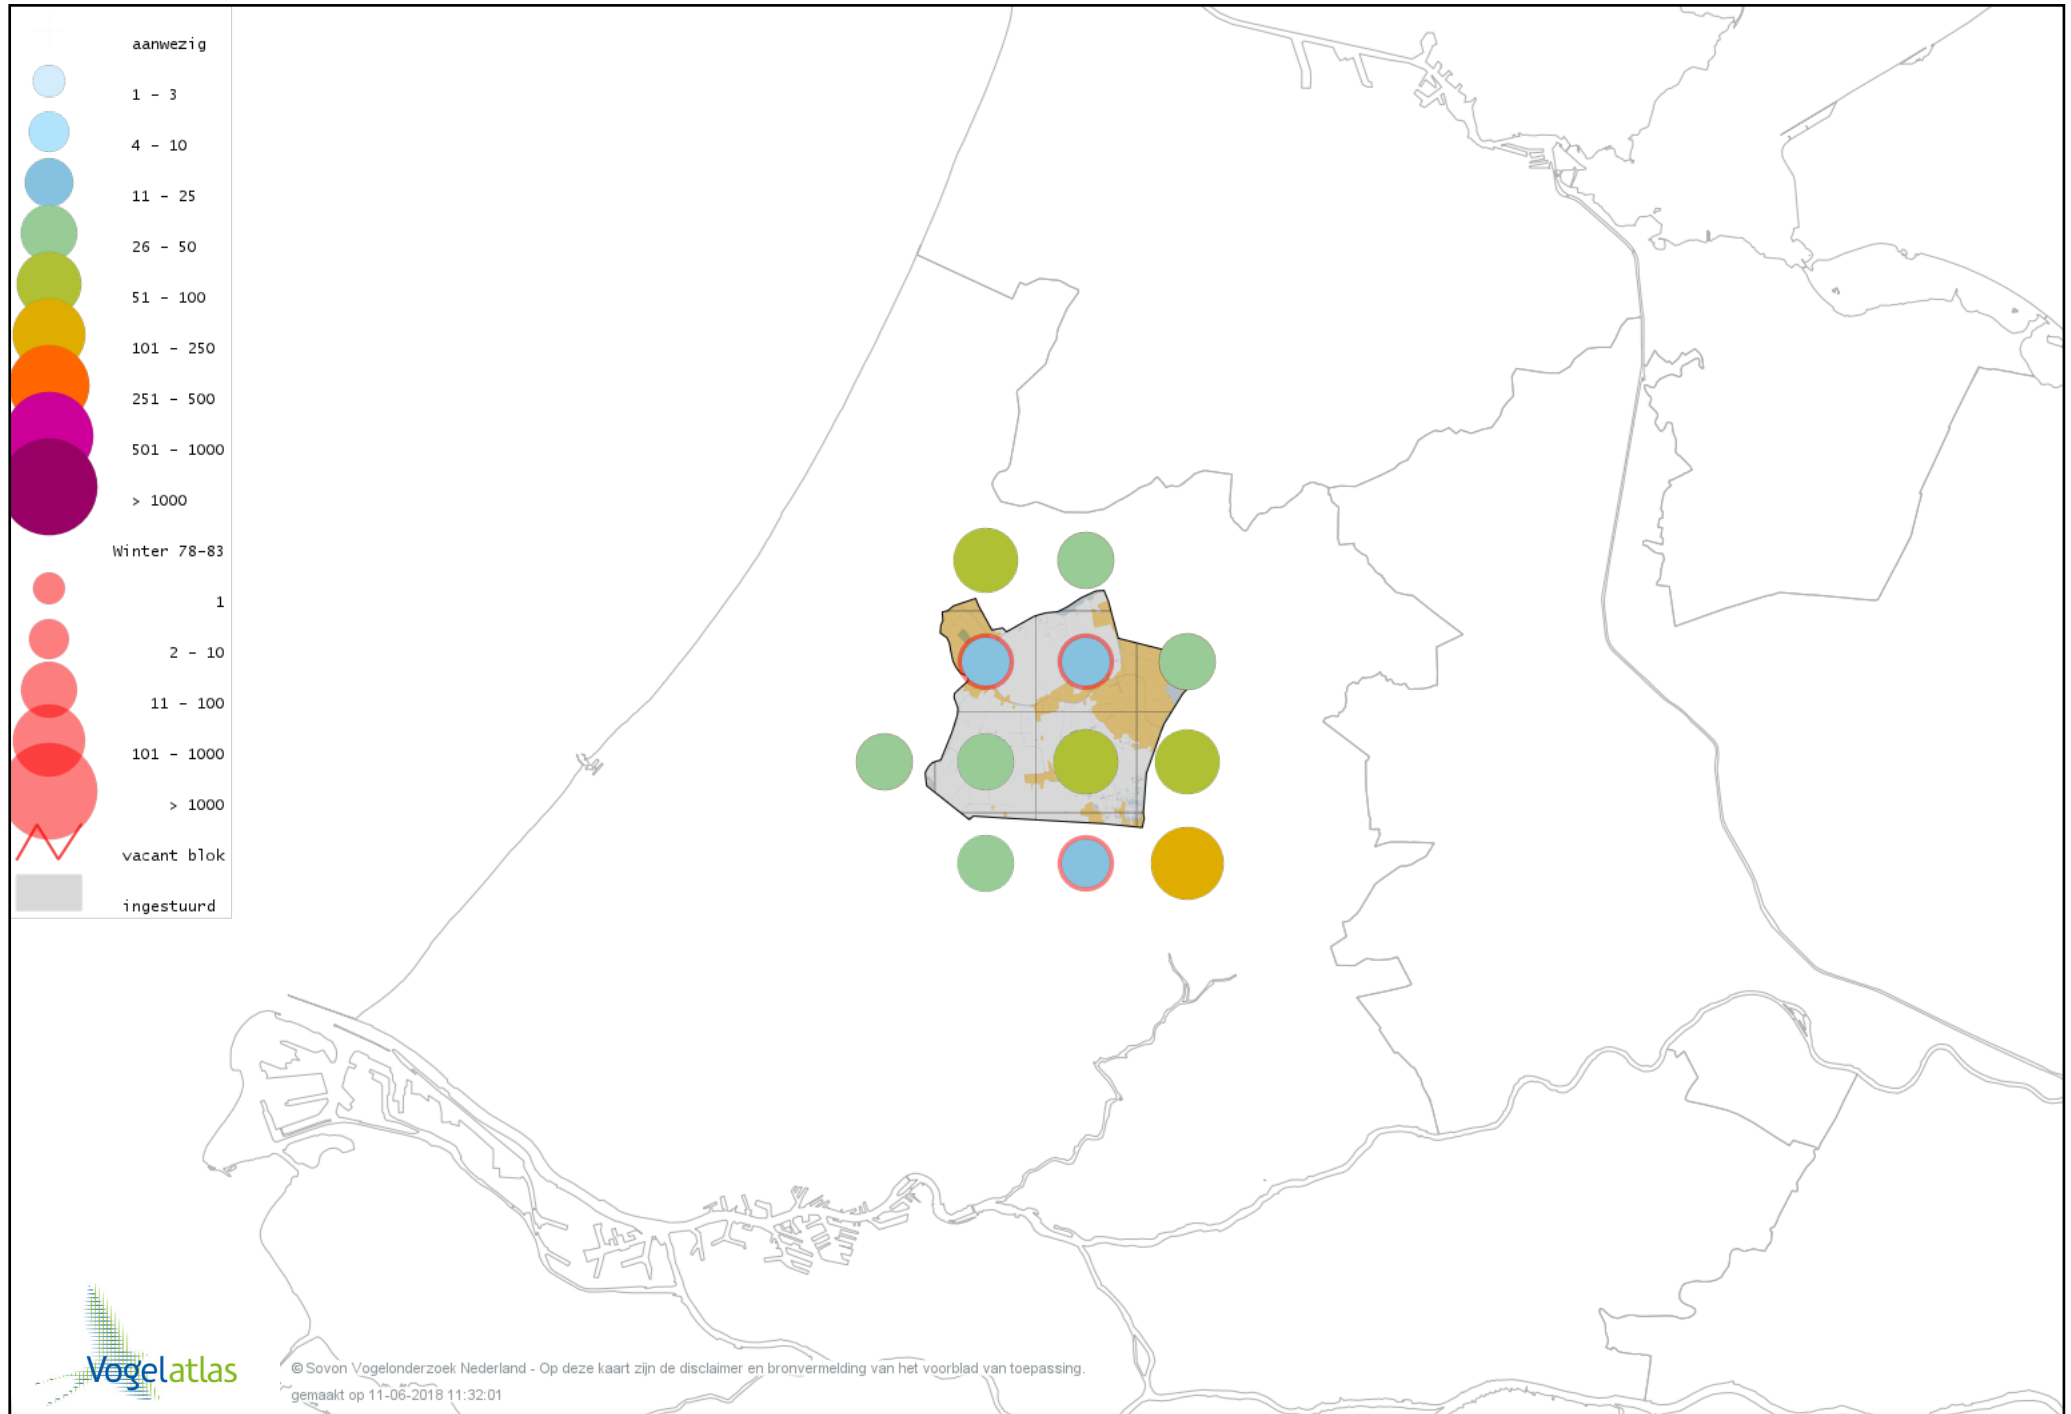 aanwezig
1 - 3
4 - 10
11 - 25
26 - 50
51 - 100
101 - 250
251 - 500
501 - 1000
> 1000
Winter 78-83
1
2 - 10
11 - 100
101 - 1000
> 1000
vacant blok
ingestuurd
Vogelatlas
© Sovon Vogelonderzoek Nederland - Op deze kaart zijn de disclaimer en bronvermelding van het voorblad van toepassing.
gemaakt op 11-06-2018 11:32:01